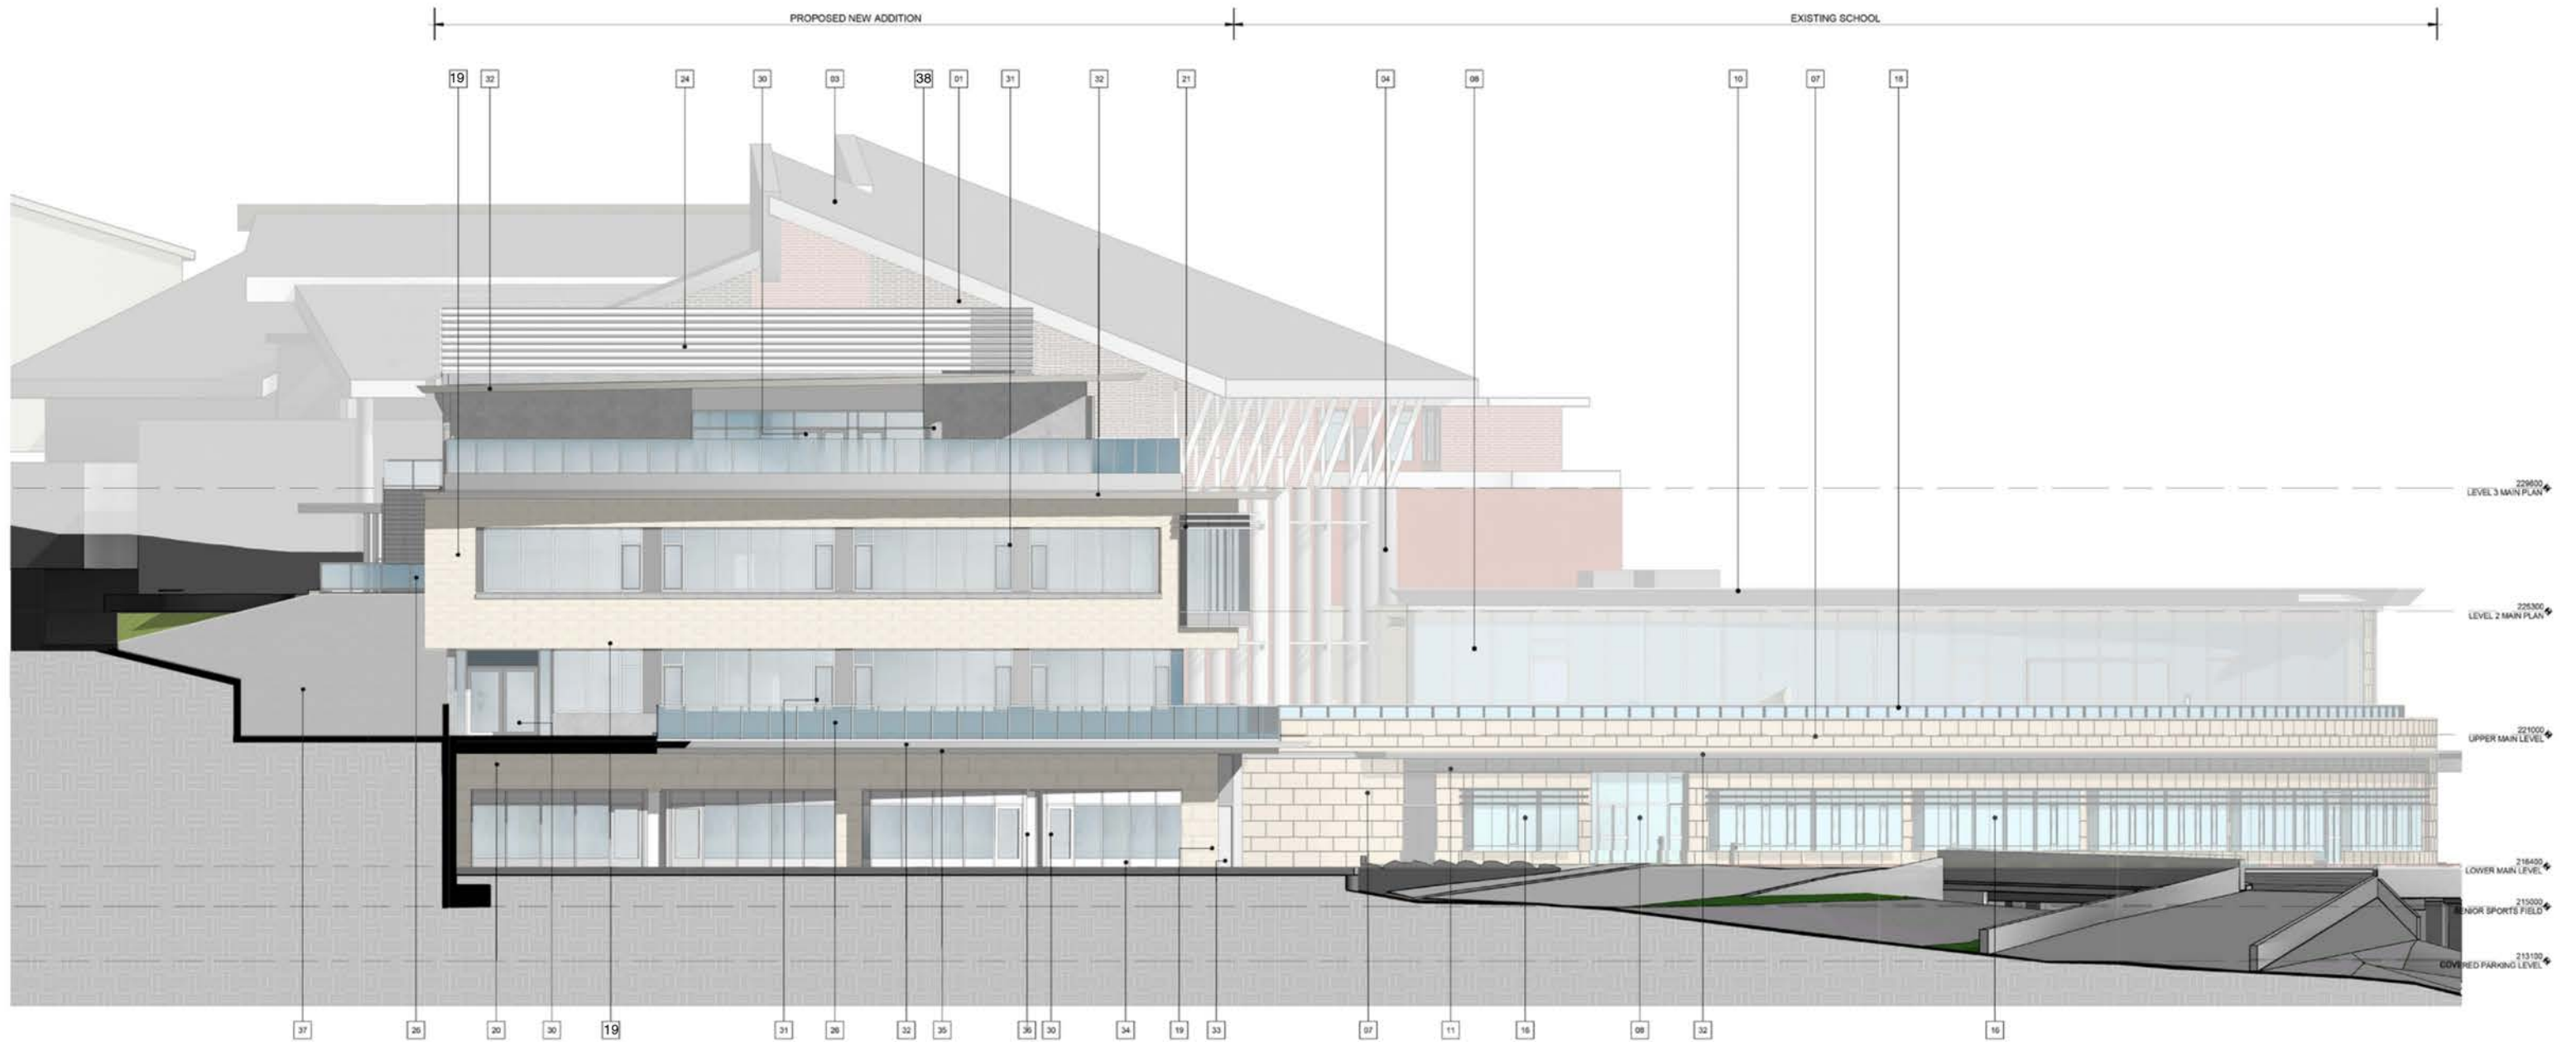 PROPOSED NEW ADDITION
EXISTING SCHOOL
19 32 24 30 03 38 01 31 32 21 04 08 10 07 18
229600
LEVEL 3 MAIN PLAN
225300
LEVEL 2 MAIN PLAN
221000
UPPER MAIN LEVEL
216400
LOWER MAIN LEVEL
215000
SENIOR SPORTS FIELD
213100
COVERED PARKING LEVEL
37 26 20 30 19 31 26 32 35 36 30 34 19 33 07 11 16 08 32 16